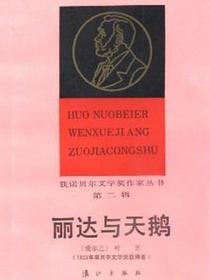 HUO NUOBEIER
WENXUEJIANG
ZUOJIACONGSHU
获诺贝尔文学奖作家丛书
第二辑
丽达与天鹅
〔爱尔兰〕叶芝
(1923年诺贝尔文学奖获得者)
漓江出版社